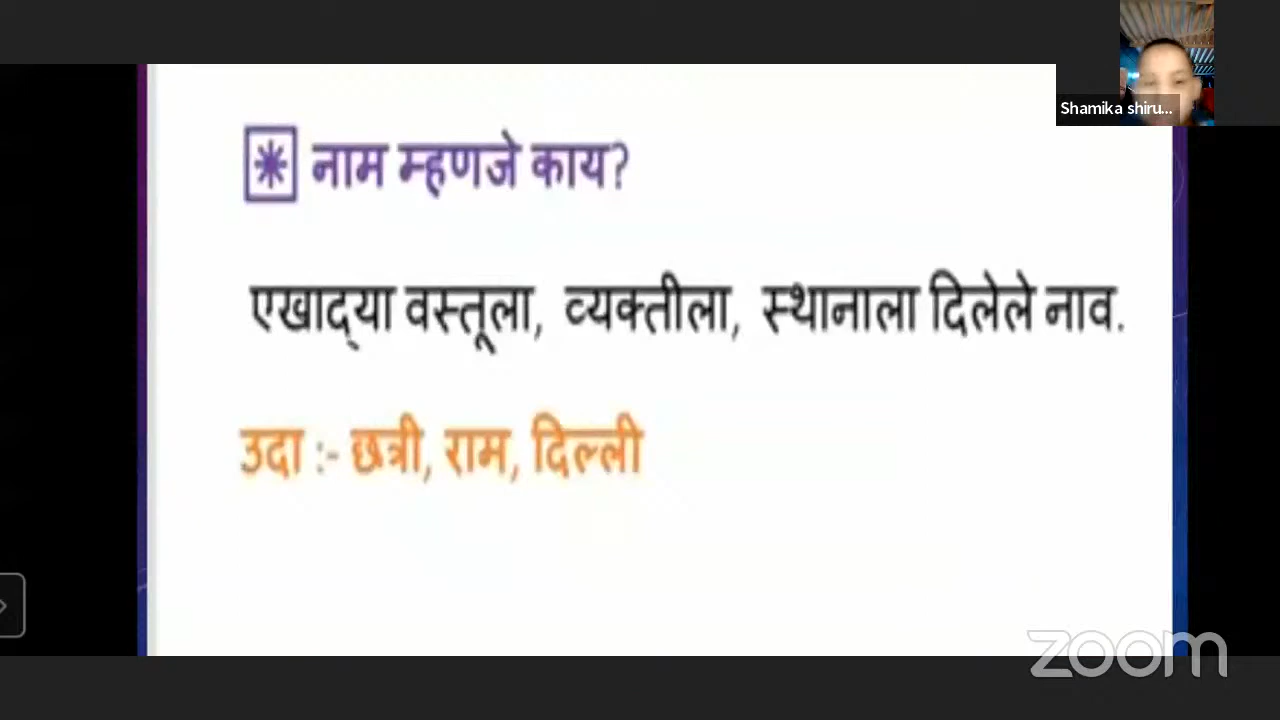 Shamika shiru...
✳ नाम म्हणजे काय?
एखाद्या वस्तूला, व्यक्तीला, स्थानाला दिलेले नाव.
उदा :- छत्री, राम, दिल्ली
zoom